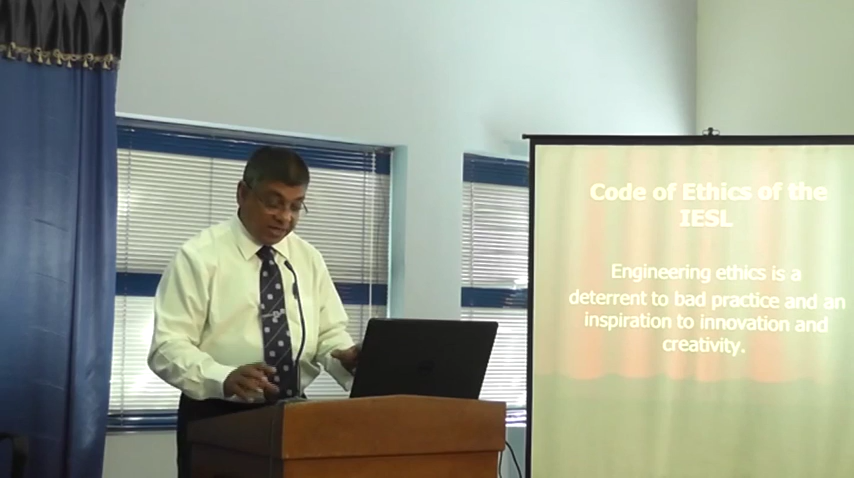 Code of Ethics of the
IESL
Engineering ethics is a
deterrent to bad practice and an
inspiration to innovation and
creativity.